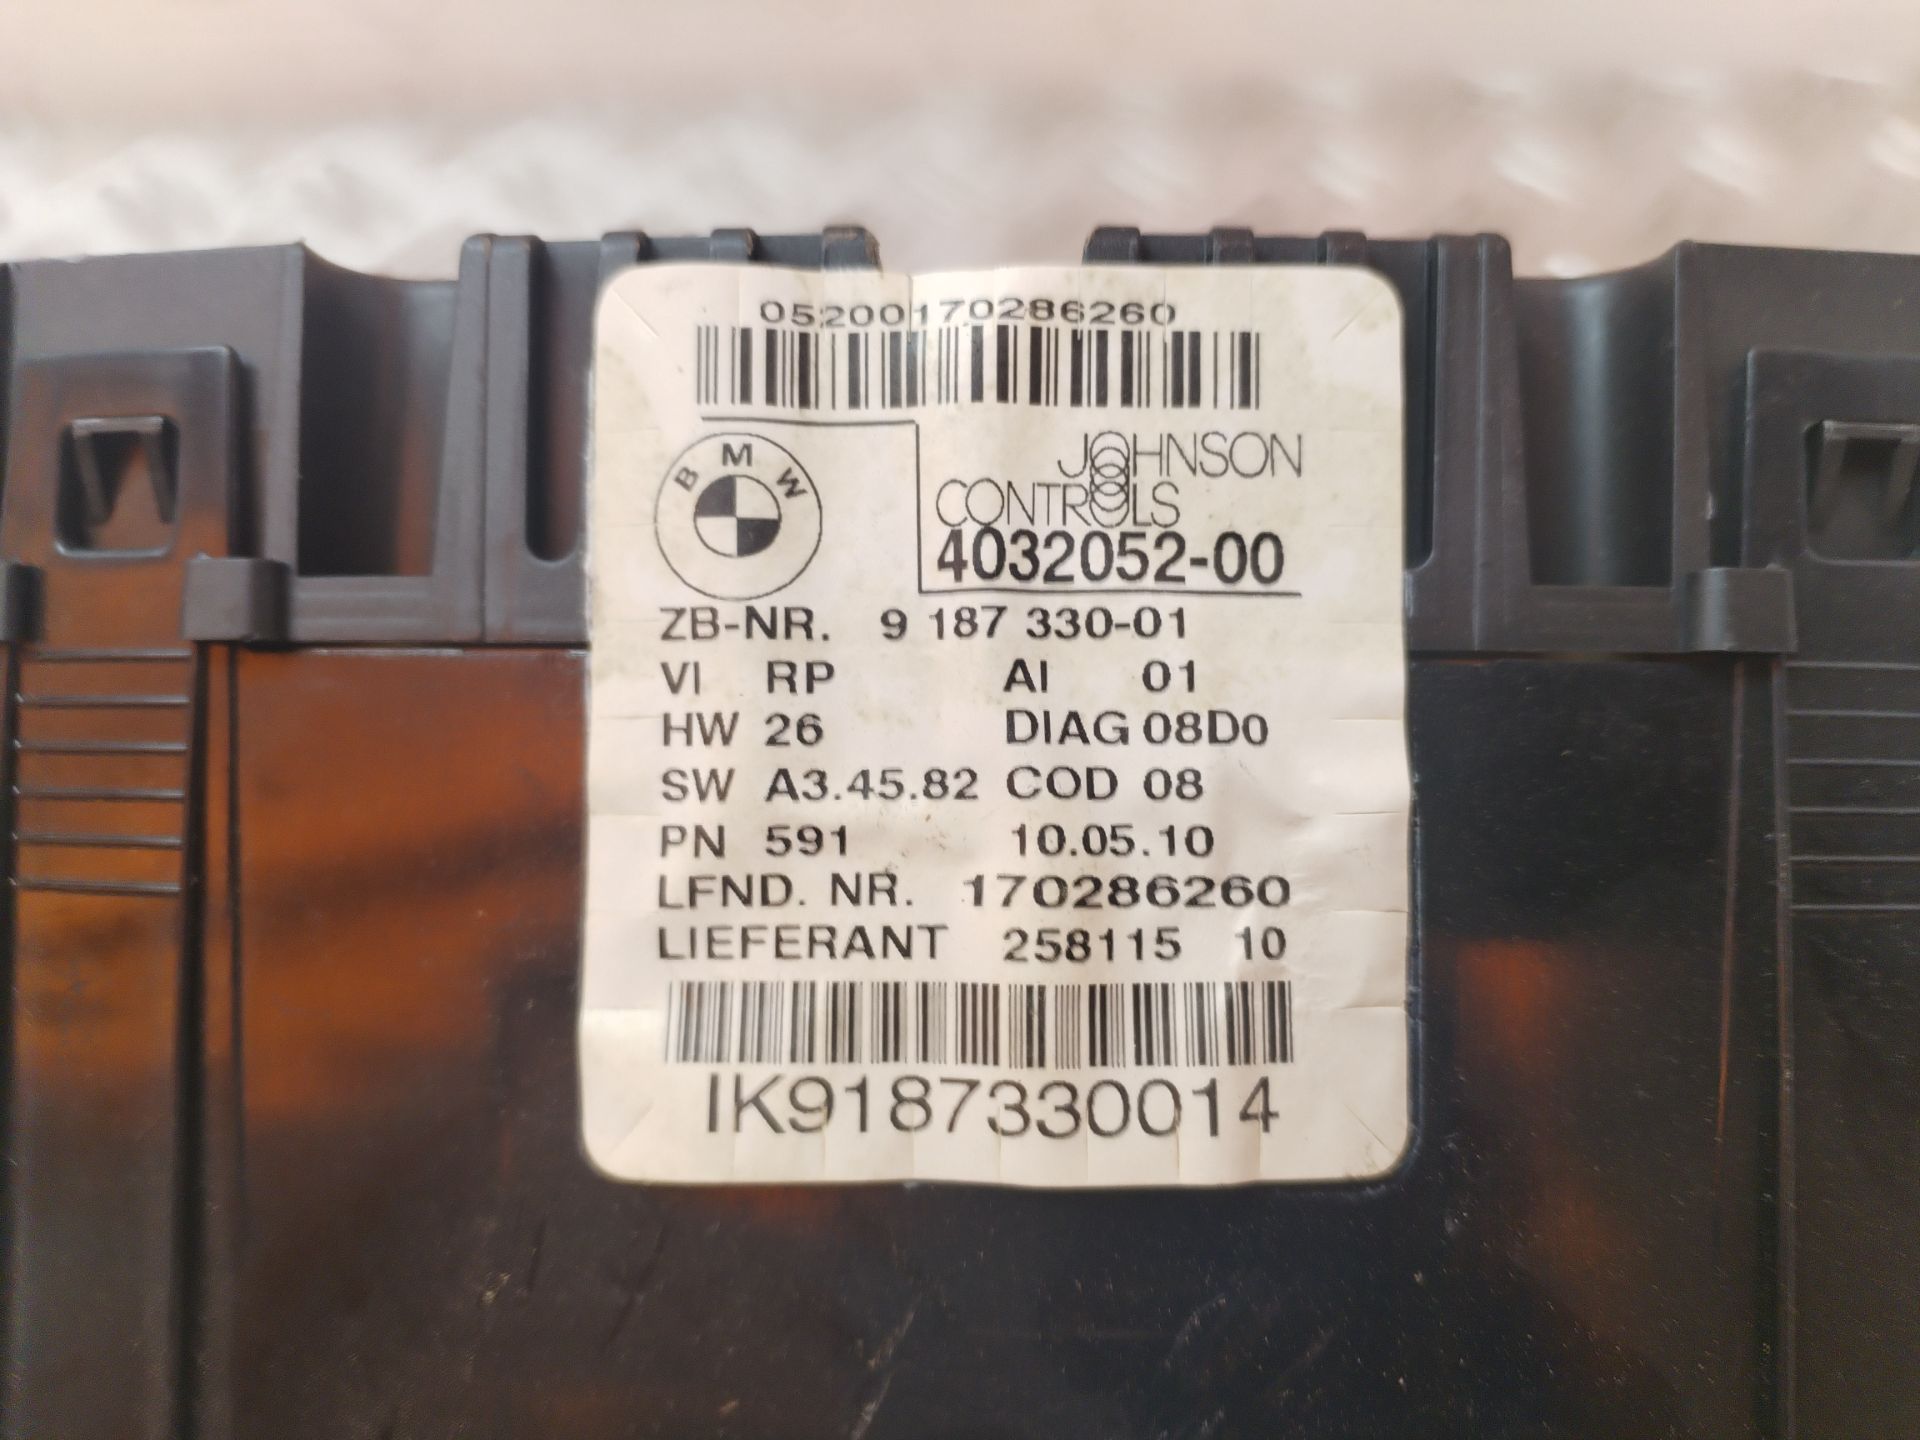 05200170286260
BMW
JOHNSON
CONTROLS
4032052-00
ZB-NR. 9 187 330-01
VI RP AI 01
HW 26 DIAG 08D0
SW A3.45.82 COD 08
PN 591 10.05.10
LFND. NR. 170286260
LIEFERANT 258115 10
IK9187330014